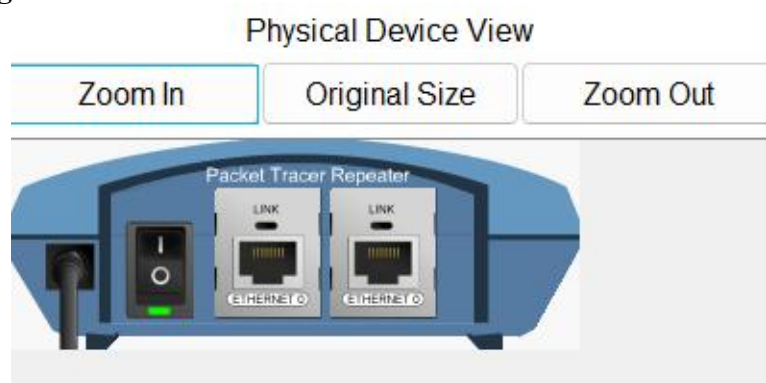 Physical Device View
Zoom In Original Size Zoom Out
Packet Tracer Repeater
LINK LINK
ETHERNET 0 ETHERNET 0